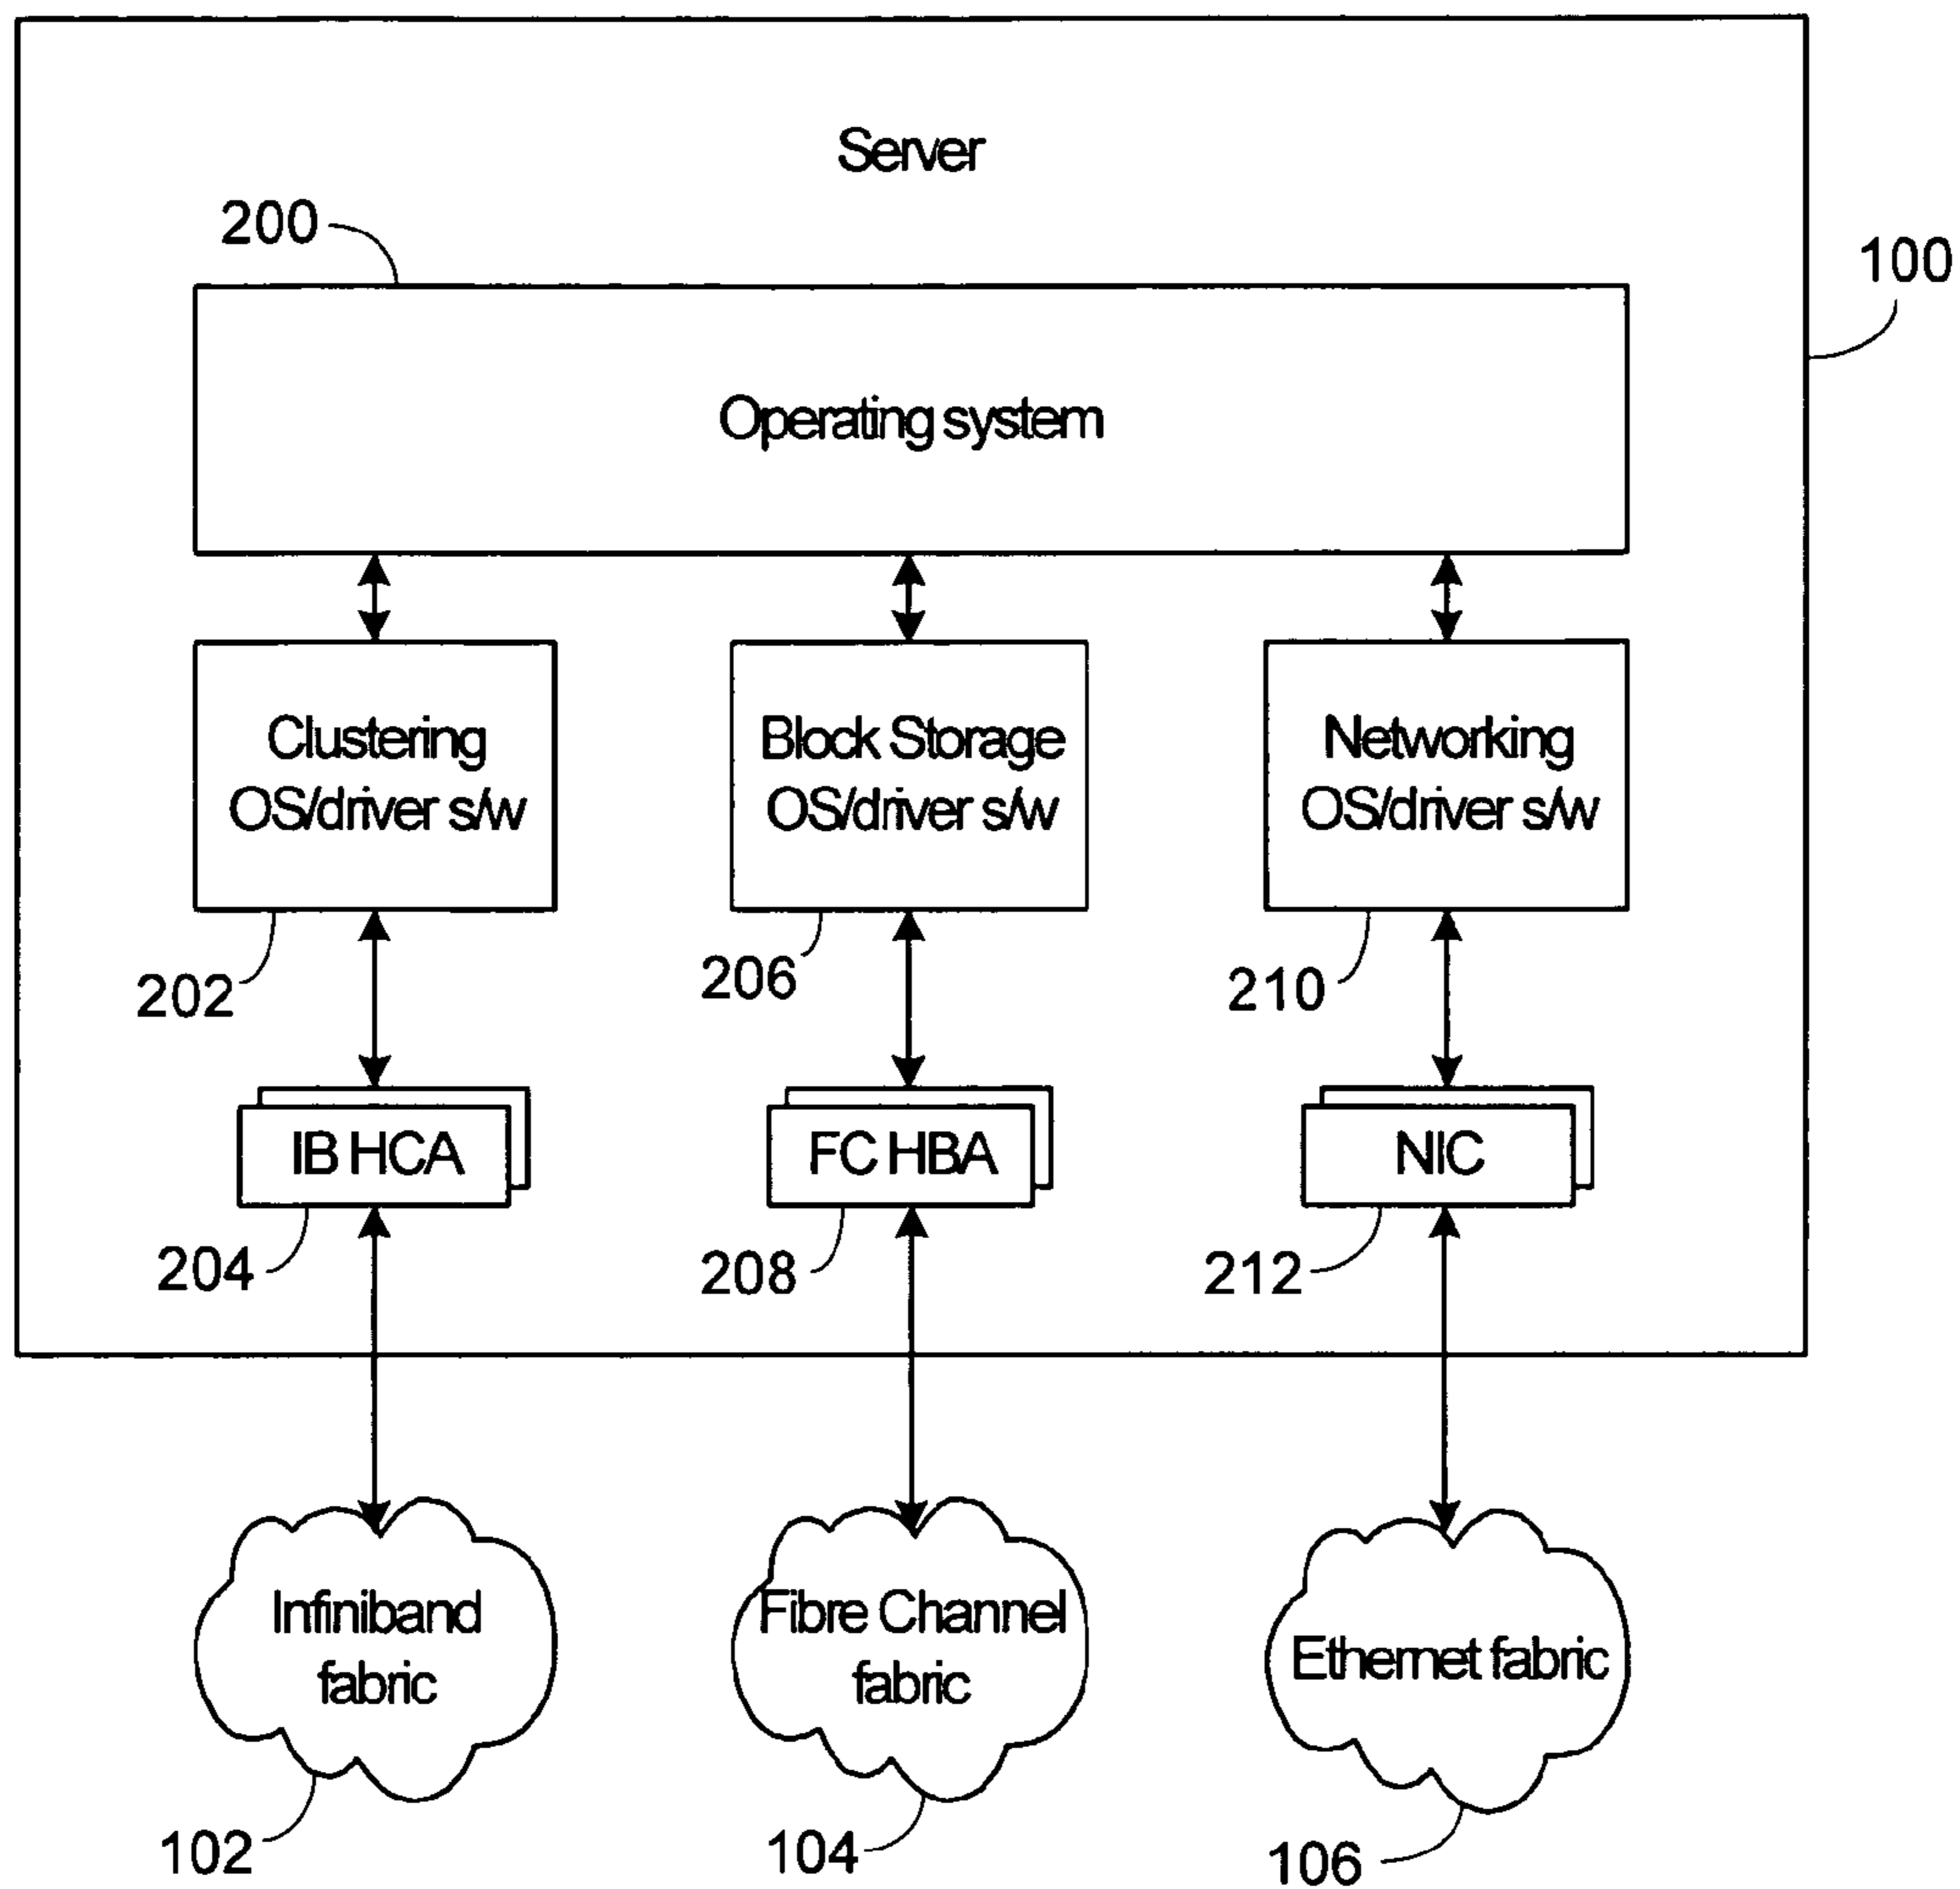 Server
200
100
Operating system
Clustering
OS/driver s/w
Block Storage
OS/driver s/w
Networking
OS/driver s/w
202
206
210
IB HCA
FC HBA
NIC
204
208
212
Infiniband
fabric
Fibre Channel
fabric
Ethernet fabric
102
104
106